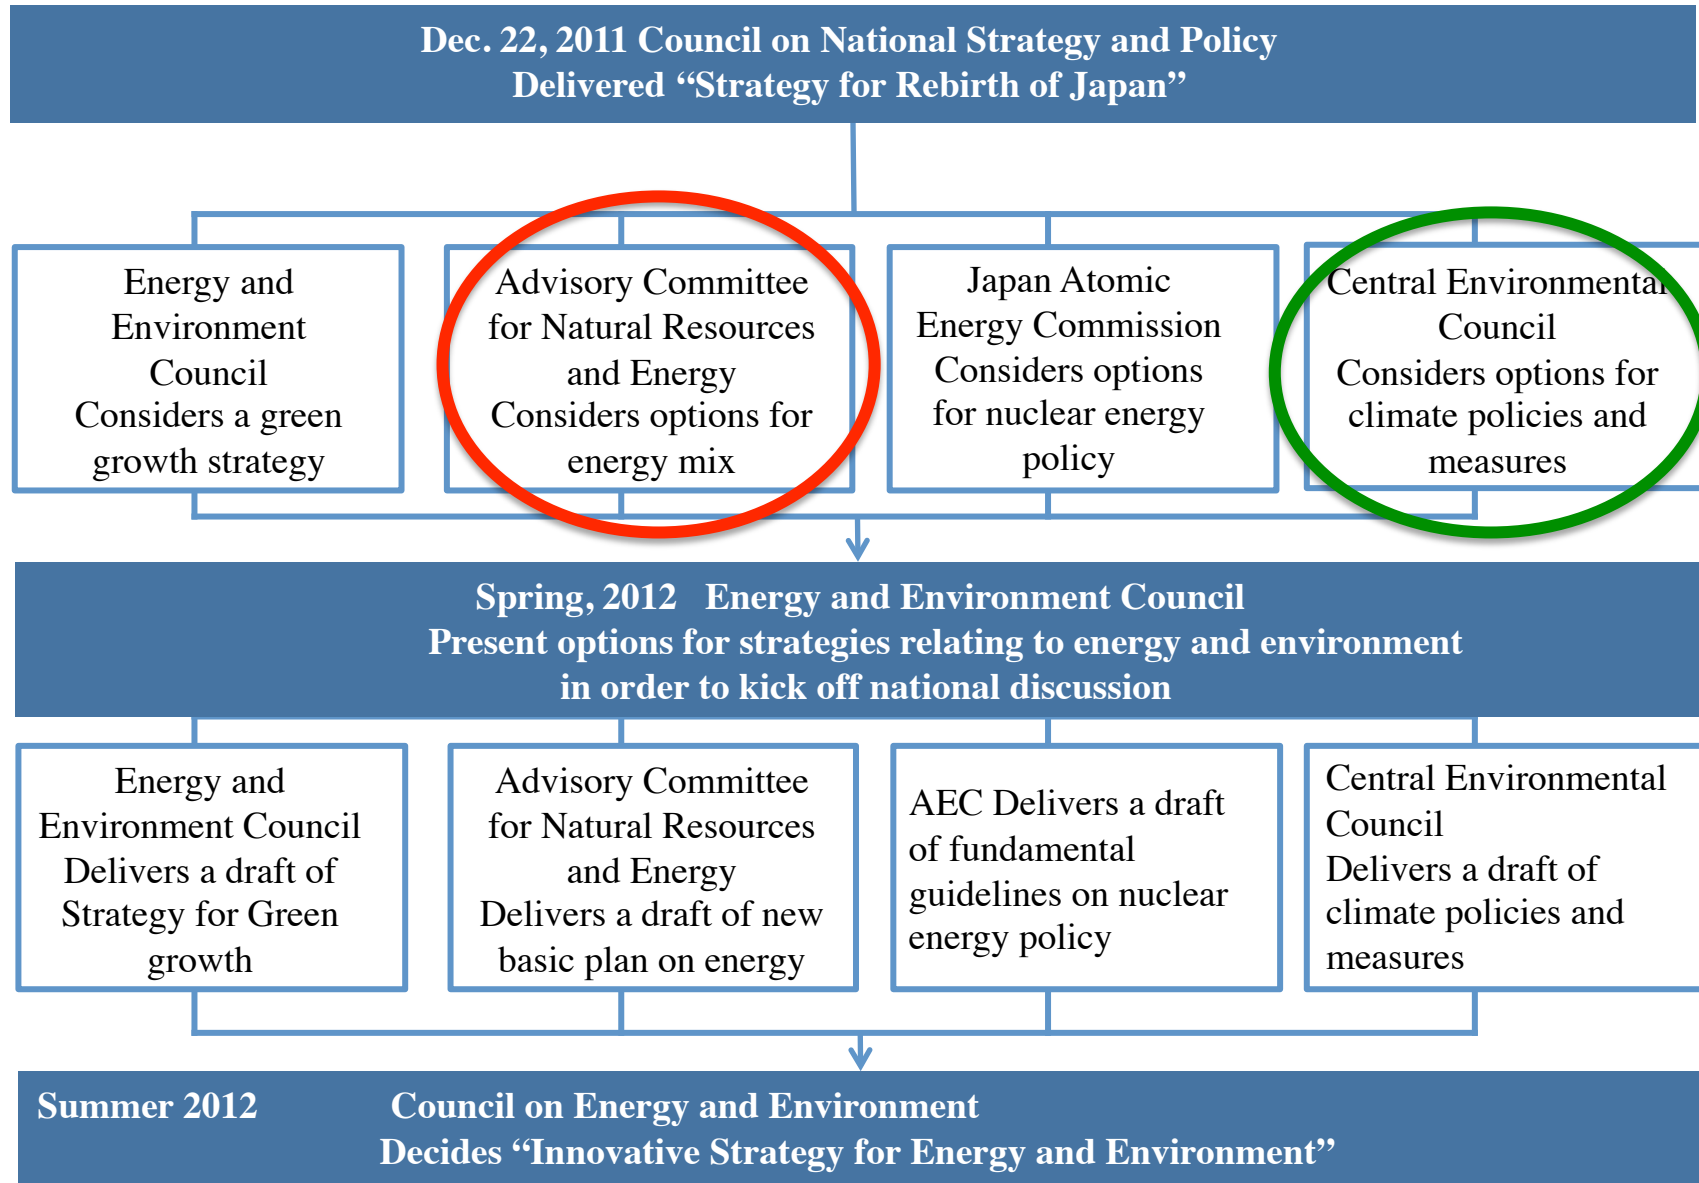 Dec. 22, 2011 Council on National Strategy and Policy
Delivered “Strategy for Rebirth of Japan”
Energy and
Environment
Council
Considers a green
growth strategy
Advisory Committee
for Natural Resources
and Energy
Considers options for
energy mix
Japan Atomic
Energy Commission
Considers options
for nuclear energy
policy
Central Environmental
Council
Considers options for
climate policies and
measures
Spring, 2012 Energy and Environment Council
Present options for strategies relating to energy and environment
in order to kick off national discussion
Energy and
Environment Council
Delivers a draft of
Strategy for Green
growth
Advisory Committee
for Natural Resources
and Energy
Delivers a draft of new
basic plan on energy
AEC Delivers a draft
of fundamental
guidelines on nuclear
energy policy
Central Environmental
Council
Delivers a draft of
climate policies and
measures
Summer 2012 Council on Energy and Environment
Decides “Innovative Strategy for Energy and Environment”